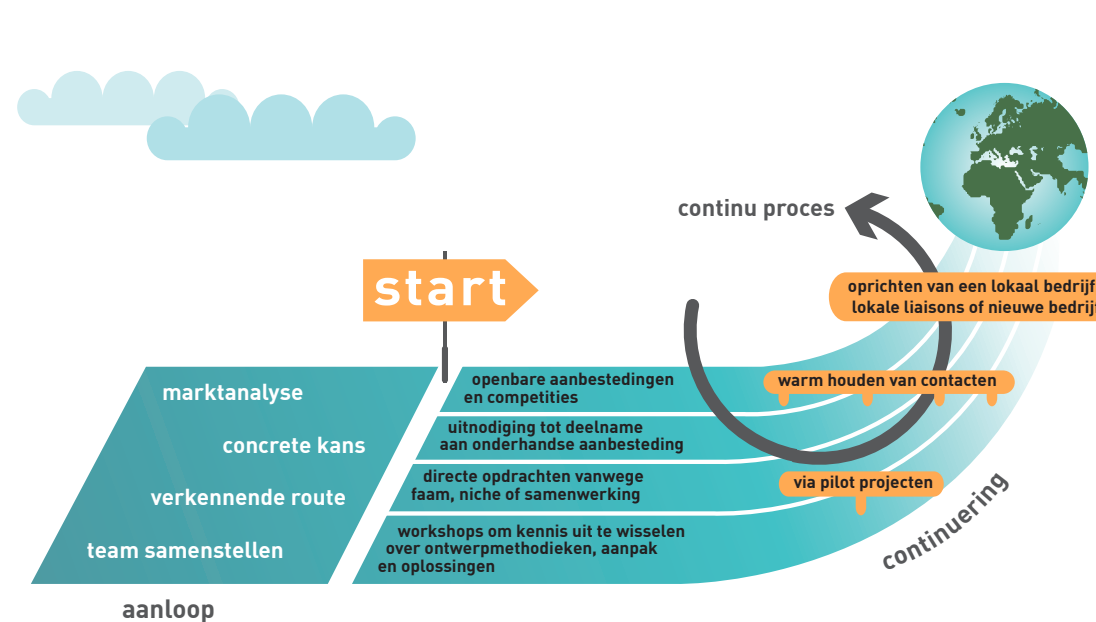 continu proces
start
oprichten van een lokaal bedrijf
lokale liaisons of nieuwe
marktanalyse
concrete kans
verkennende route
team samenstellen
aanloop
openbare aanbestedingen
en competities
uitnodiging tot deelname
aan onderhandse aanbesteding
directe opdrachten vanwege
faam, niche of samenwerking
workshops om kennis uit te wisselen
over ontwerpmethodieken, aanpak
en oplossingen
warm houden van contacten
via pilot projecten
continuering